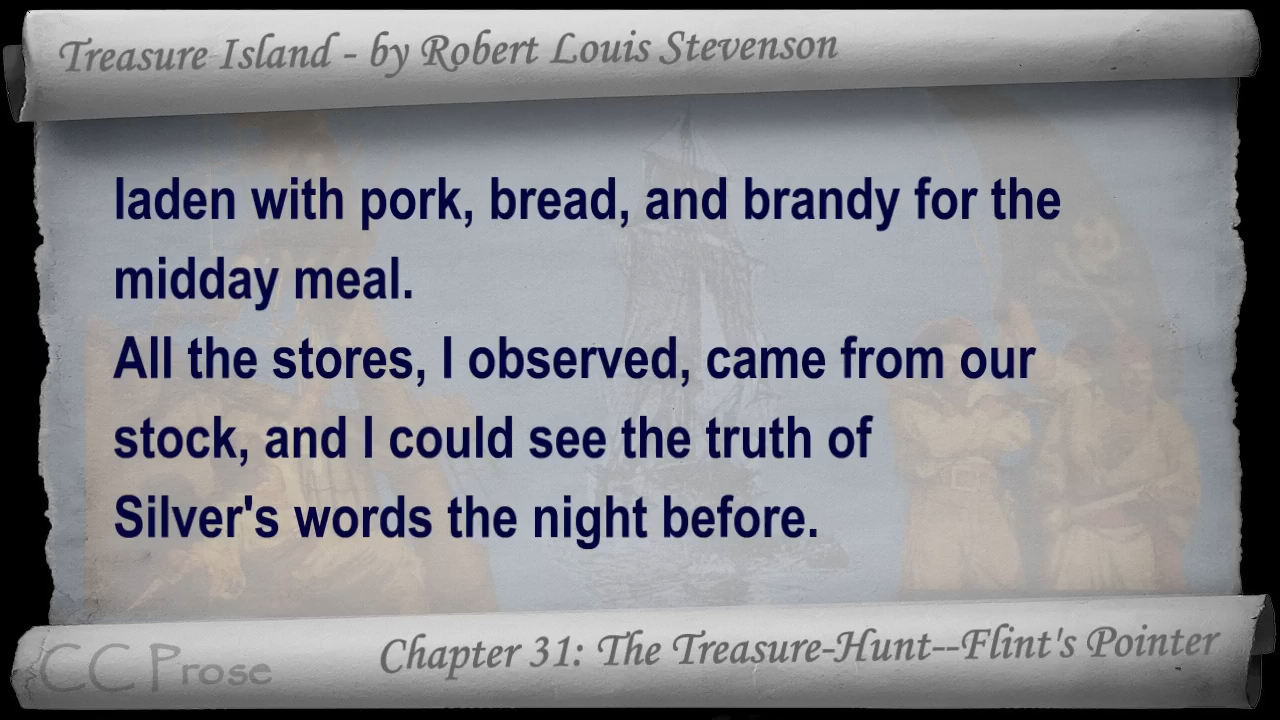 Treasure Island - by Robert Louis Stevenson
laden with pork, bread, and brandy for the
midday meal.
All the stores, I observed, came from our
stock, and I could see the truth of
Silver's words the night before.
Chapter 31: The Treasure-Hunt--Flint's Pointer
CC Prose